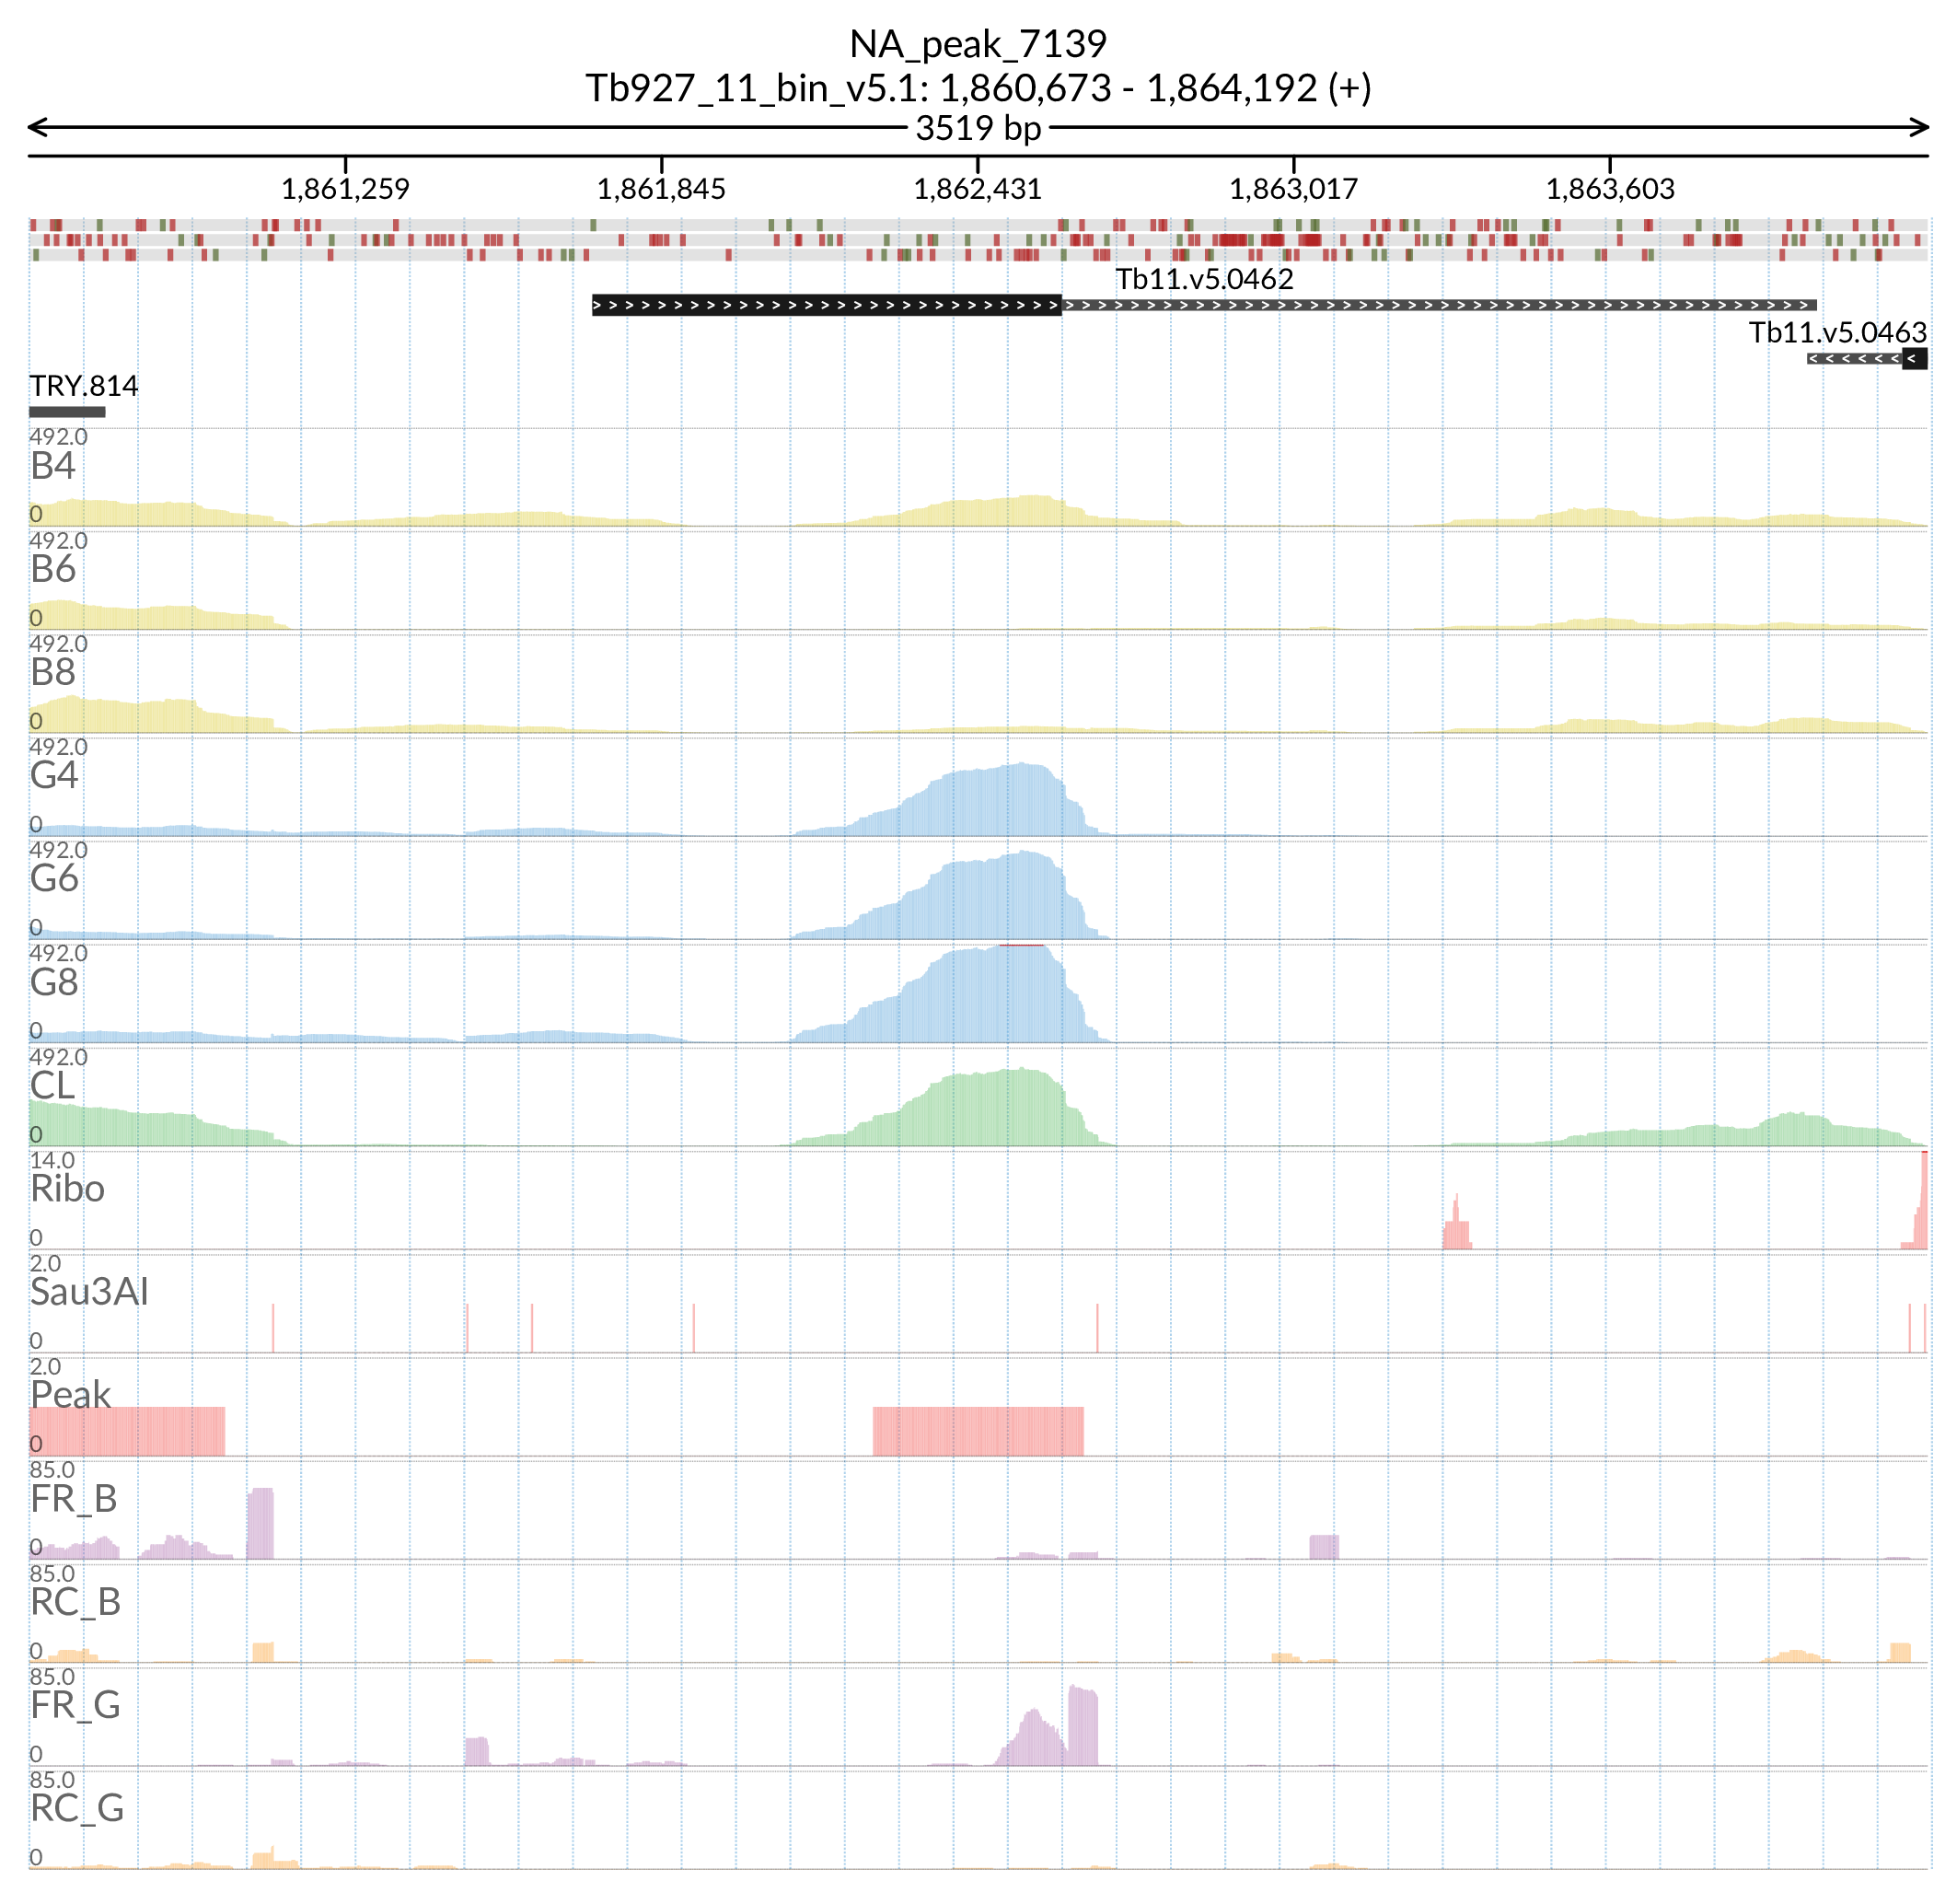 NA_peak_7139
Tb927_11_bin_v5.1: 1,860,673 - 1,864,192 (+)
3519 bp
1,861,259 1,861,845 1,862,431 1,863,017 1,863,603
Tb11.v5.0462
Tb11.v5.0463
TRY.814
492.0
B4
0
492.0
B6
0
492.0
B8
0
492.0
G4
0
492.0
G6
0
492.0
G8
0
492.0
CL
0
14.0
Ribo
0
2.0
Sau3AI
0
2.0
Peak
0
85.0
FR_B
0
85.0
RC_B
0
85.0
FR_G
0
85.0
RC_G
0